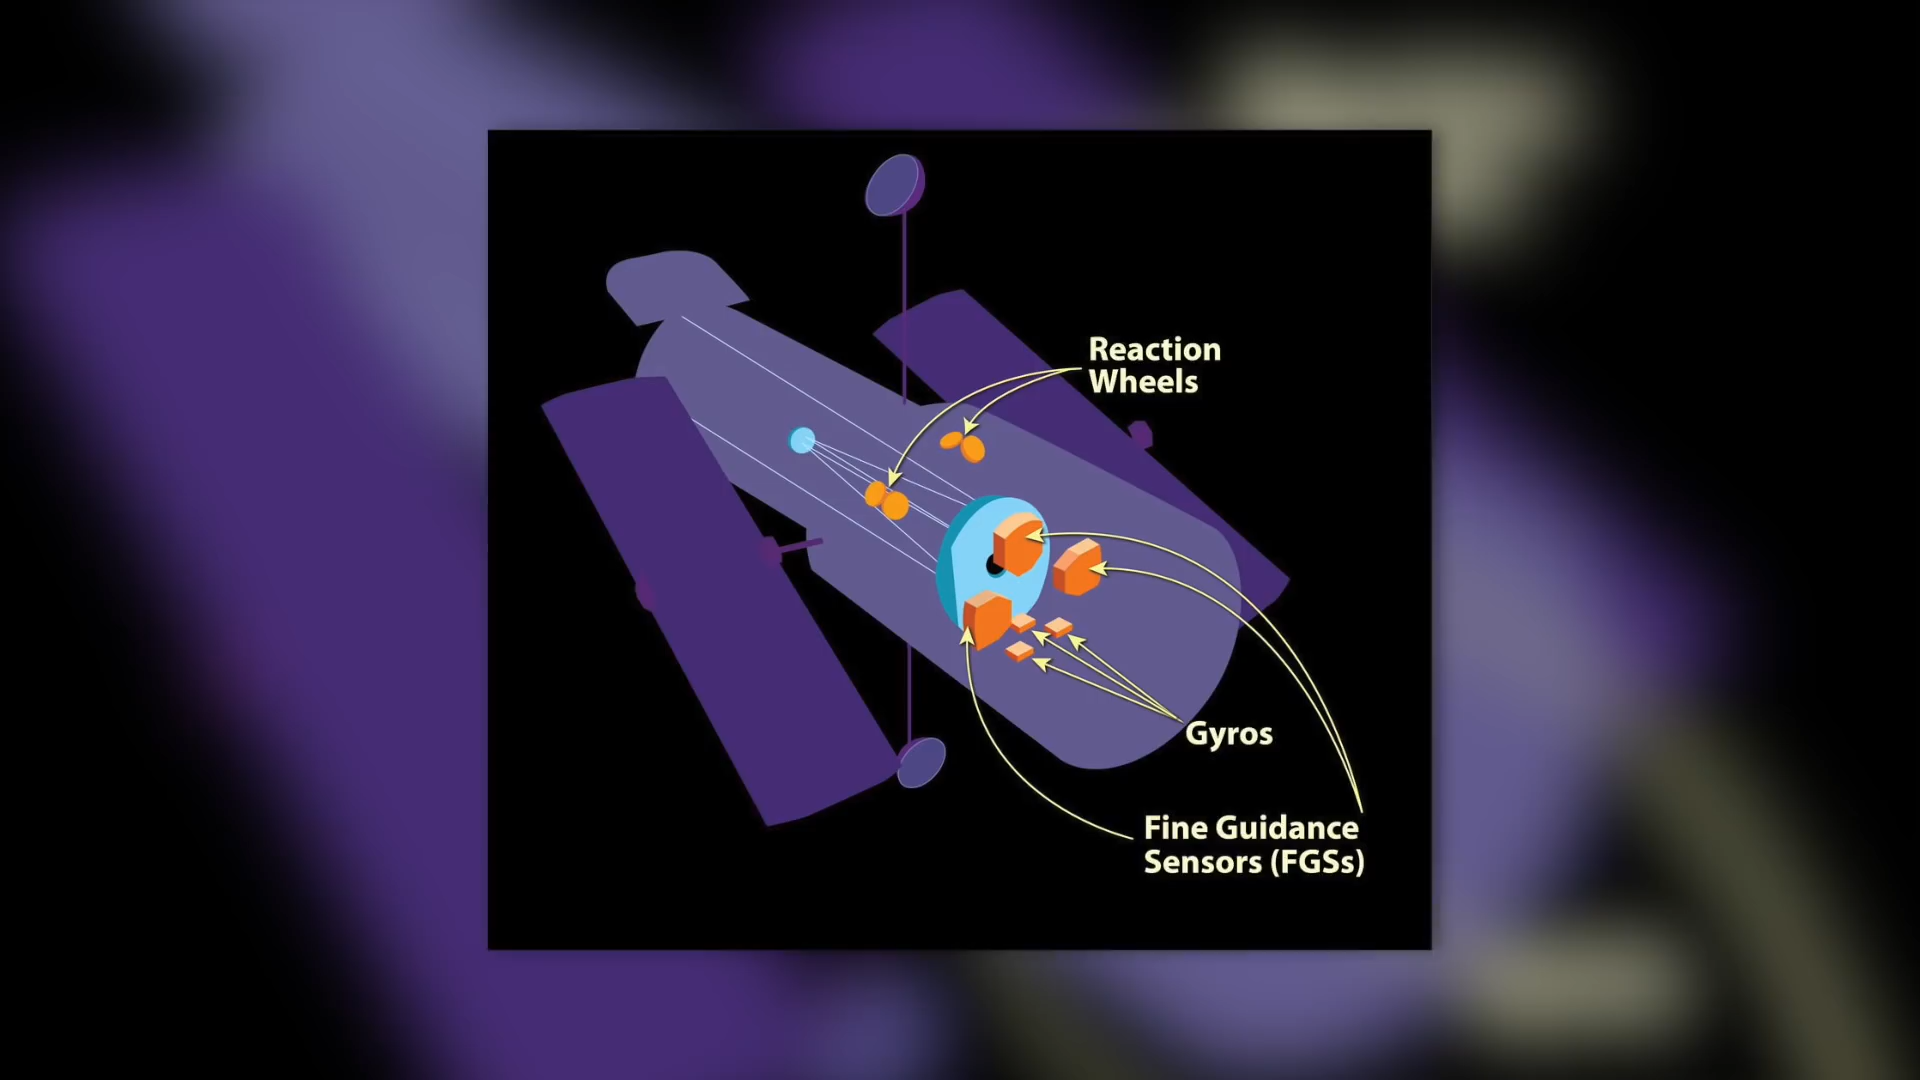 Reaction
Wheels
Gyros
Fine Guidance
Sensors (FGSs)